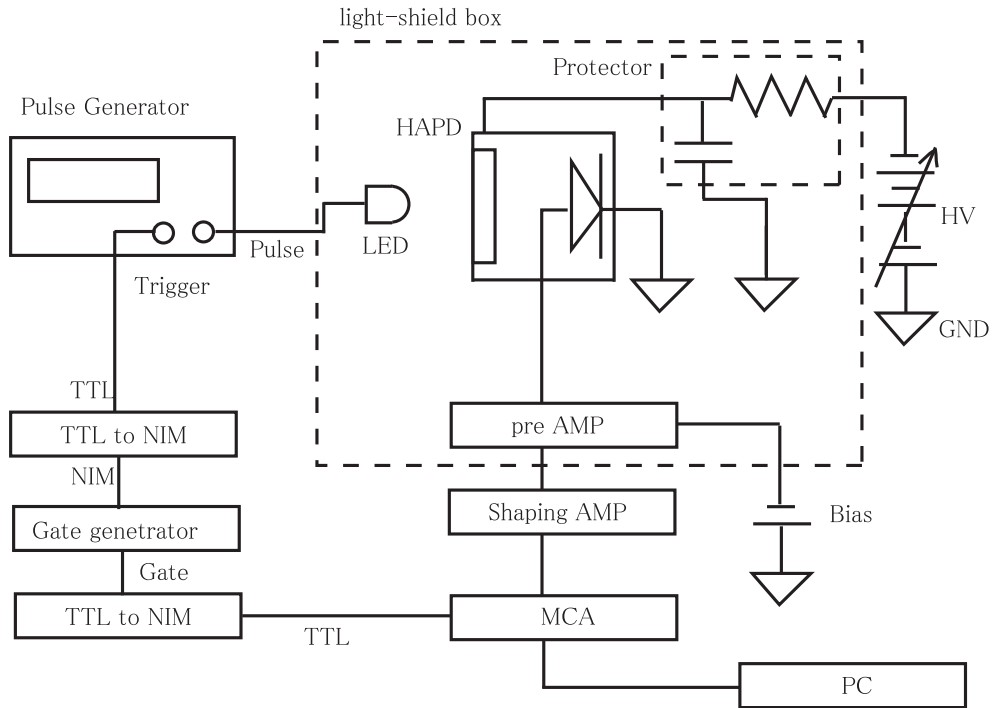 light-shield box
Protector
Pulse Generator
HAPD
HV
LED
Pulse
Trigger
GND
TTL
TTL to NIM
pre AMP
NIM
Shaping AMP
Bias
Gate genetrator
Gate
TTL to NIM
MCA
TTL
PC